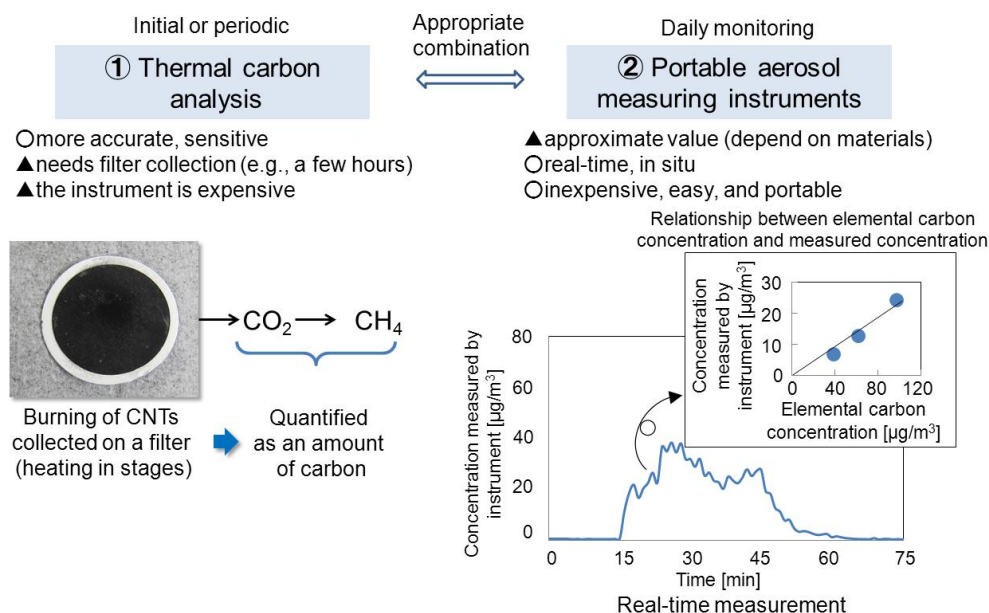 Initial or periodic
① Thermal carbon
analysis
○more accurate, sensitive
▲needs filter collection (e.g., a few hours)
▲the instrument is expensive
Appropriate
combination
Daily monitoring
② Portable aerosol
measuring instruments
▲approximate value (depend on materials)
○real-time, in situ
○inexpensive, easy, and portable
Burning of CNTs
collected on a filter
(heating in stages)
CO₂
CH₄
Quantified
as an amount
of carbon
Relationship between elemental carbon
concentration and measured concentration
Concentration
measured by
instrument [µg/m³]
30
20
10
0
0 40 80 120
Elemental carbon
concentration [µg/m³]
Concentration measured by
instrument [µg/m³]
80
60
40
20
0
0 15 30 45 60 75
Time [min]
Real-time measurement